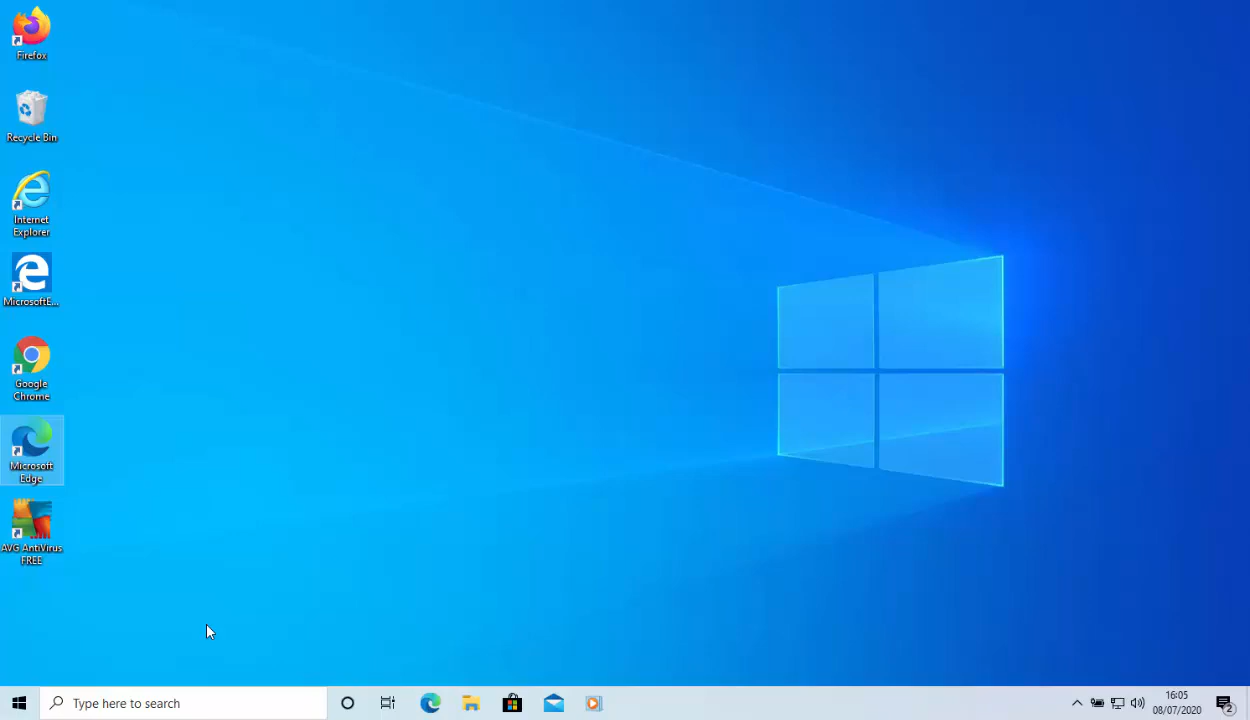 Firefox
Recycle Bin
Internet
Explorer
MicrosoftE...
Google
Chrome
Microsoft
Edge
AVG AntiVirus
FREE
Type here to search
16:05
08/07/2020
2